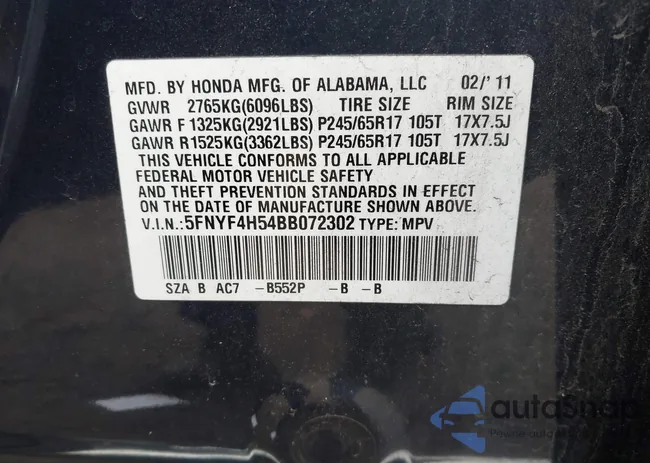 MFD. BY HONDA MFG. OF ALABAMA, LLC 02/'11
GVWR 2765KG(6096LBS) TIRE SIZE RIM SIZE
GAWR F 1325KG(2921LBS) P245/65R17 105T 17X7.5J
GAWR R1525KG(3362LBS) P245/65R17 105T 17X7.5J
THIS VEHICLE CONFORMS TO ALL APPLICABLE
FEDERAL MOTOR VEHICLE SAFETY
AND THEFT PREVENTION STANDARDS IN EFFECT
ON THE DATE OF MANUFACTURE SHOWN ABOVE.
V.I.N.:5FNYF4H54BB072302 TYPE: MPV
SZA B AC7 -B552P -B -B
autoSnap